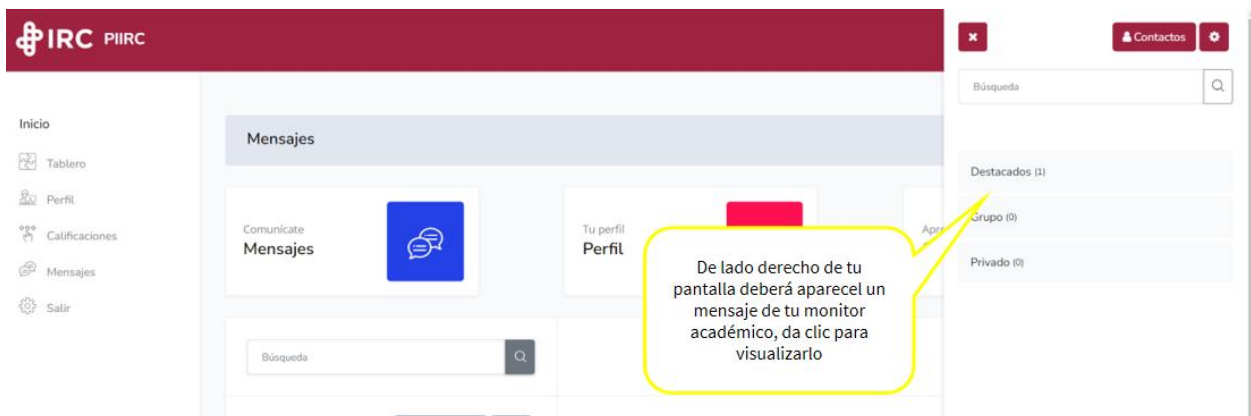 IRC PIIRC
Contactos
Búsqueda
Inicio
Tablero
Perfil
Calificaciones
Mensajes
Salir
Mensajes
Comunícate
Mensajes
Tu perfil
Perfil
Apre
Búsqueda
Destacados (1)
Grupo (0)
Privado (0)
De lado derecho de tu
pantalla deberá aparecel un
mensaje de tu monitor
académico, da clic para
visualizarlo